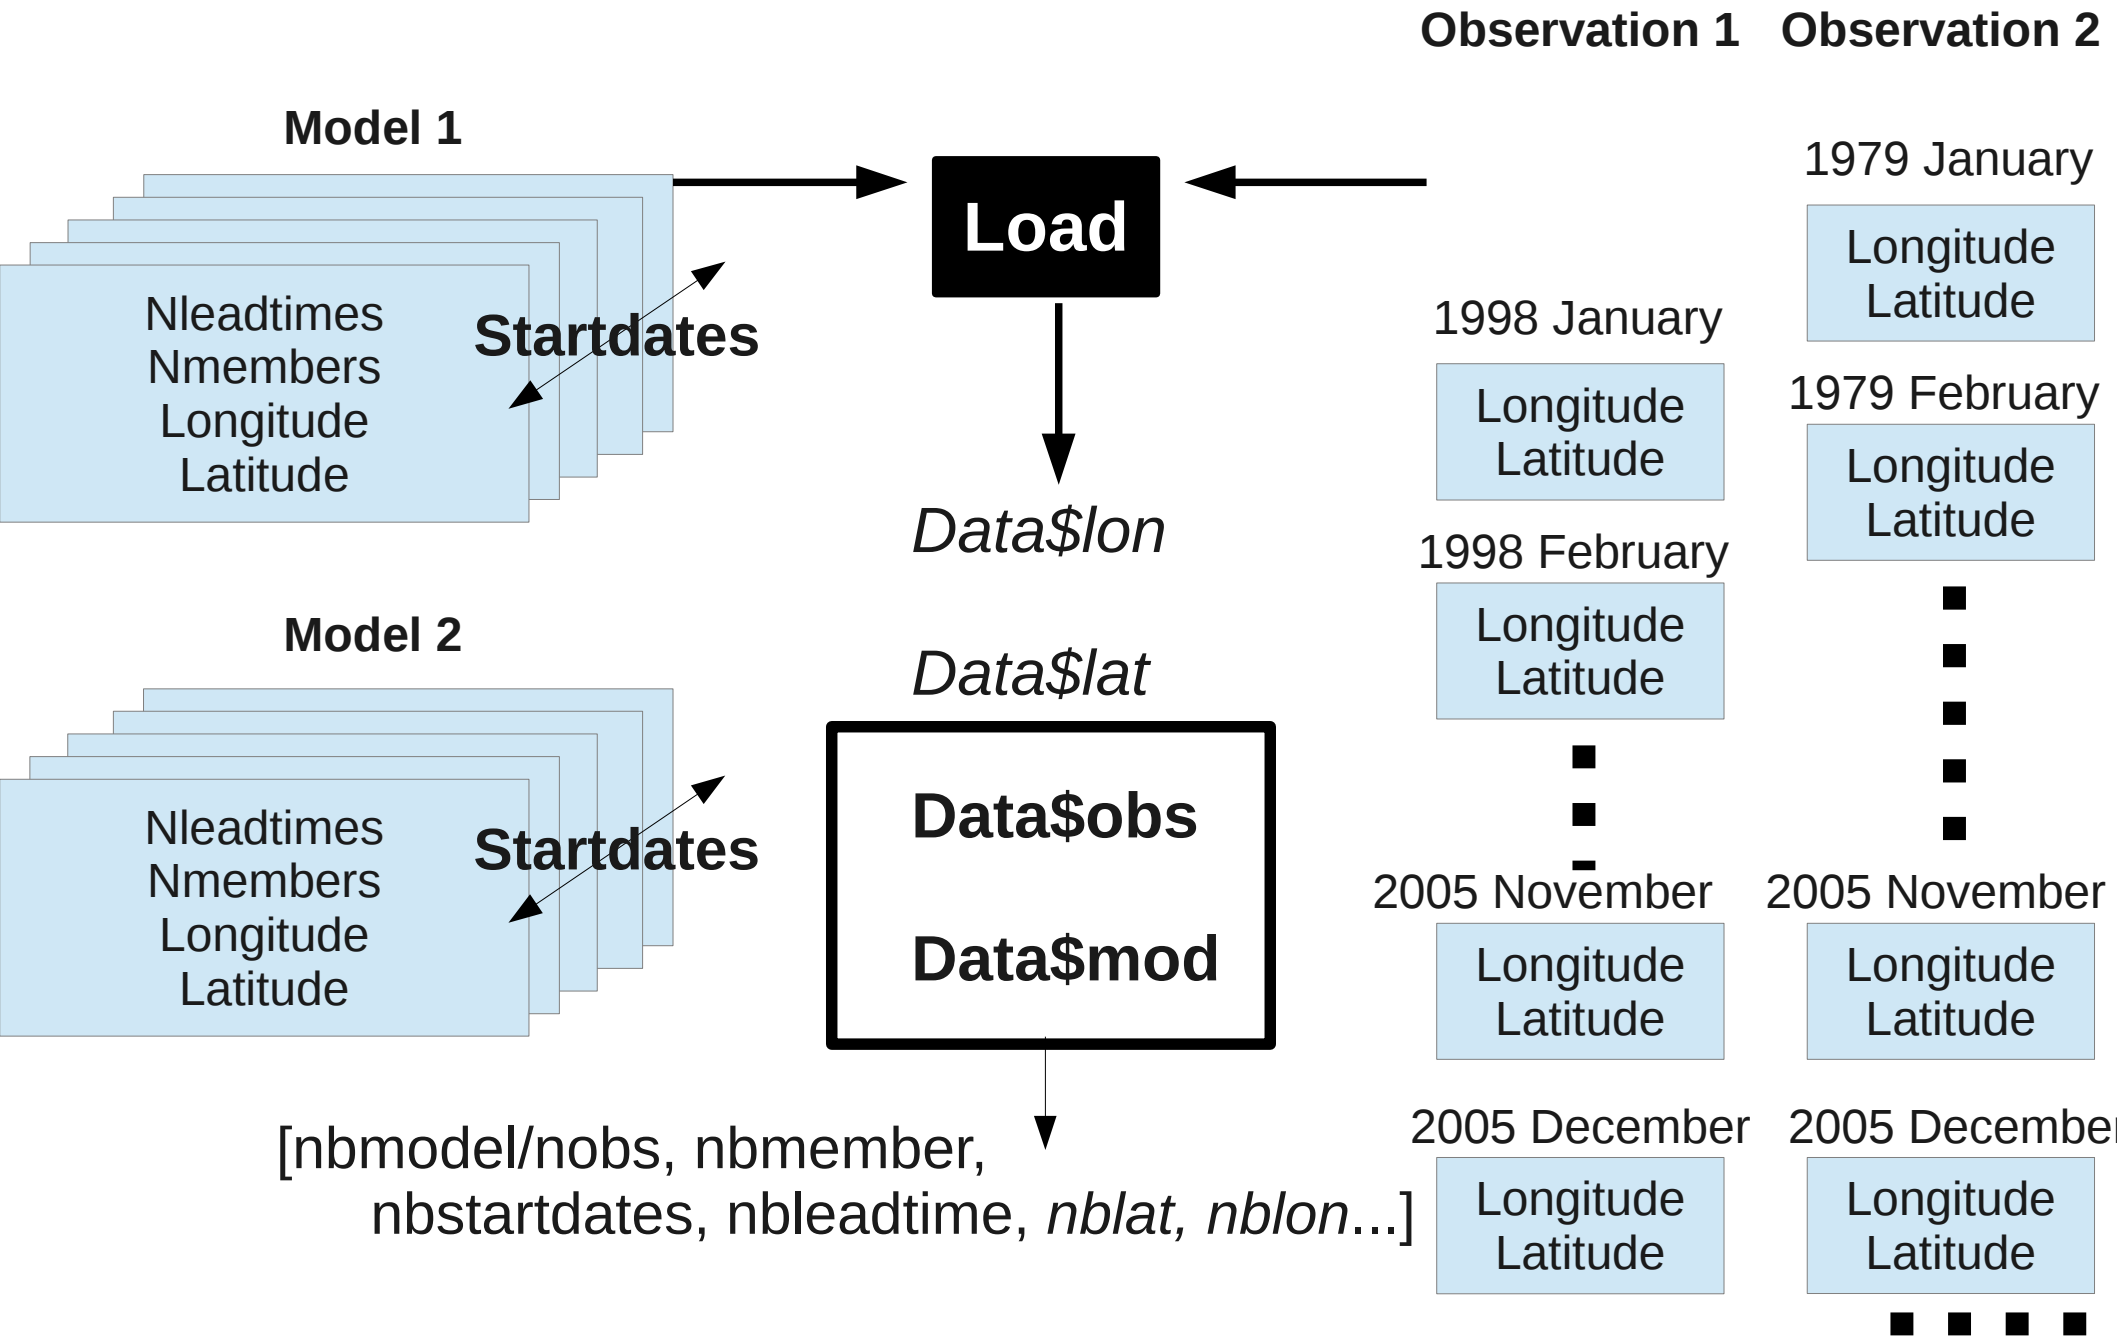 Observation 1
Observation 2
Model 1
Load
Nleadtimes
Nmembers
Longitude
Latitude
Startdates
Data$lon
Data$lat
Model 2
Nleadtimes
Nmembers
Longitude
Latitude
Startdates
Data$obs
Data$mod
[nbmodel/nobs, nbmember,
nbstartdates, nbleadtime, nblat, nblon...]
1998 January
Longitude
Latitude
1998 February
Longitude
Latitude
2005 November
Longitude
Latitude
2005 December
Longitude
Latitude
1979 January
Longitude
Latitude
1979 February
Longitude
Latitude
2005 November
Longitude
Latitude
2005 December
Longitude
Latitude